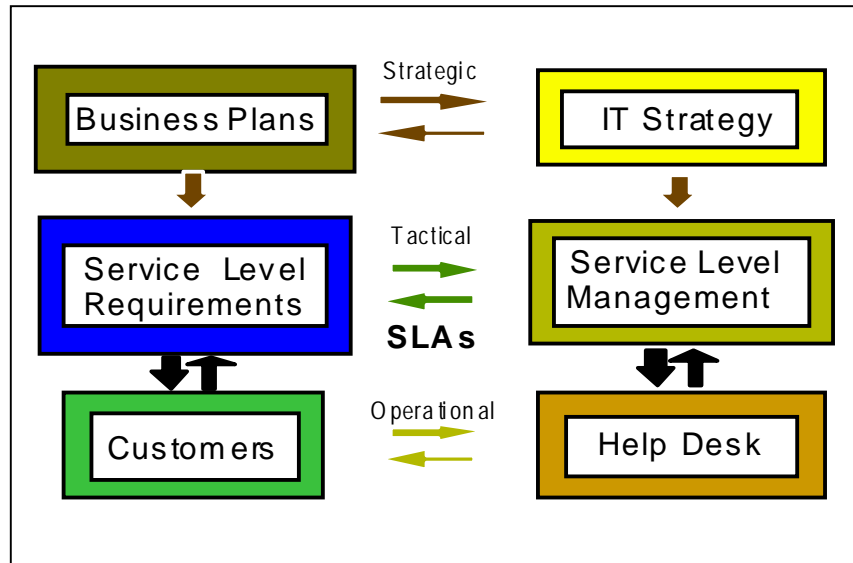 Strategic
Business Plans
IT Strategy
Tactical
Service Level
Requirements
Service Level
Management
SLAs
Operational
Customers
Help Desk